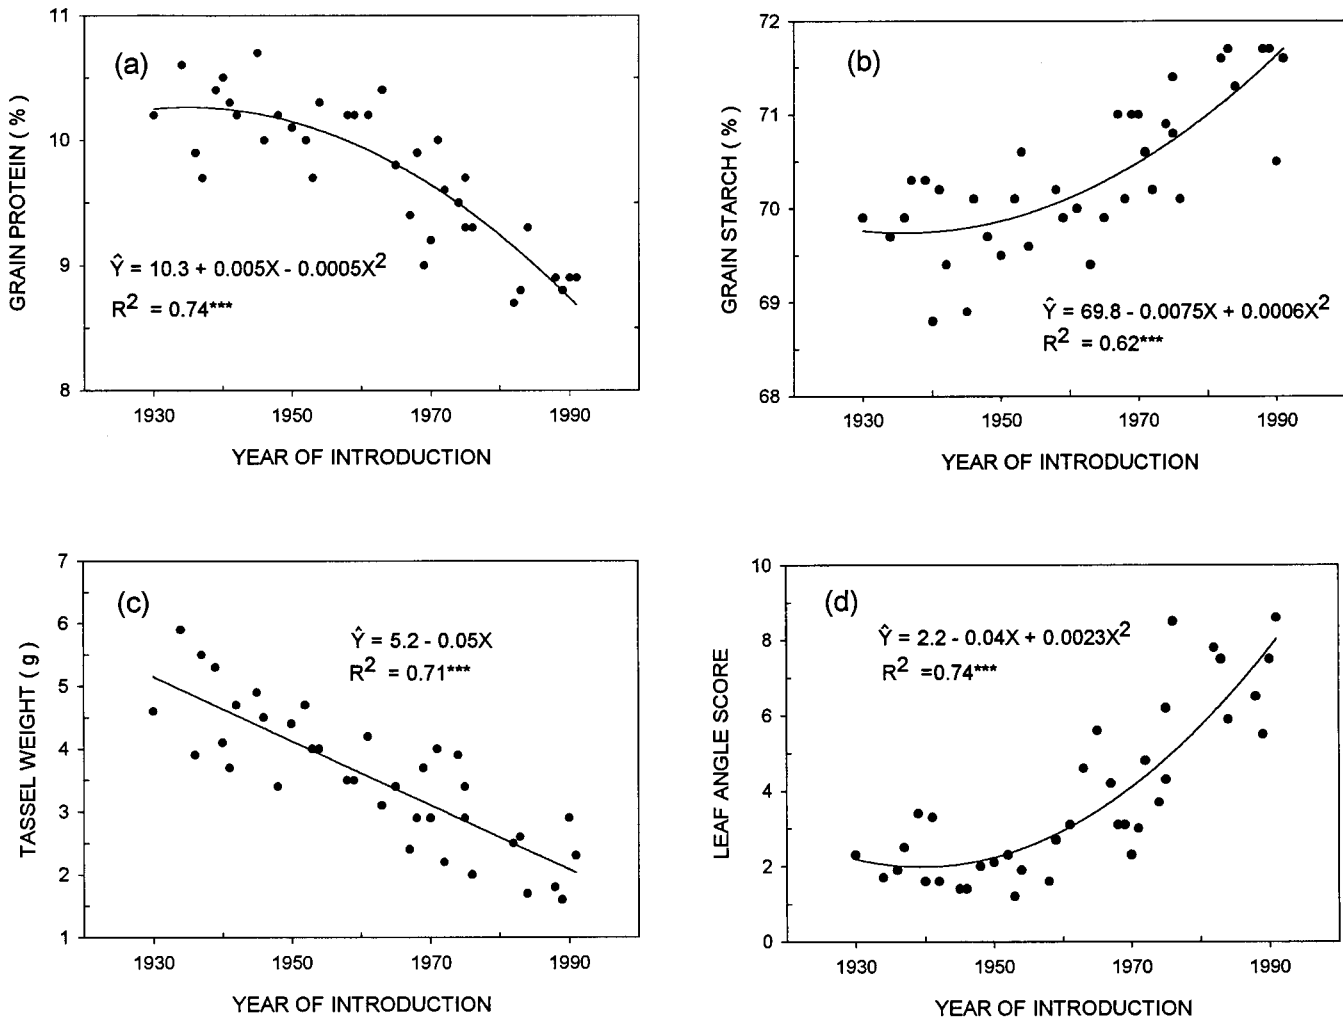 (a)
GRAIN PROTEIN ( % )
11
10
9
8
Ŷ = 10.3 + 0.005X - 0.0005X²
R² = 0.74***
1930 1950 1970 1990
YEAR OF INTRODUCTION
(b)
GRAIN STARCH ( % )
72
71
70
69
68
Ŷ = 69.8 - 0.0075X + 0.0006X²
R² = 0.62***
1930 1950 1970 1990
YEAR OF INTRODUCTION
(c)
TASSEL WEIGHT ( g )
7
6
5
4
3
2
1
Ŷ = 5.2 - 0.05X
R² = 0.71***
1930 1950 1970 1990
YEAR OF INTRODUCTION
(d)
LEAF ANGLE SCORE
10
8
6
4
2
0
Ŷ = 2.2 - 0.04X + 0.0023X²
R² =0.74***
1930 1950 1970 1990
YEAR OF INTRODUCTION